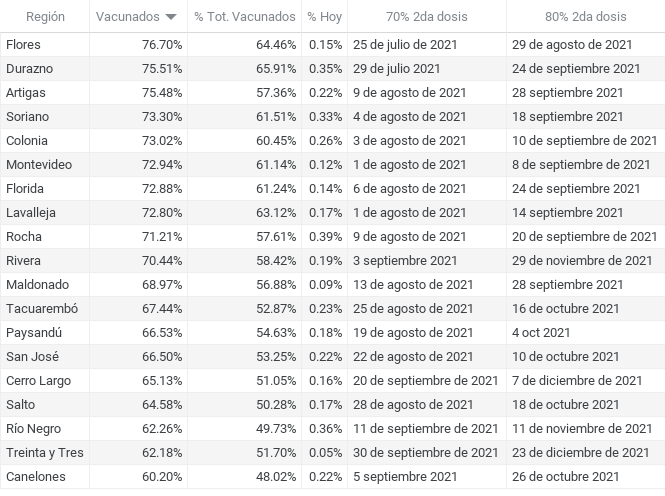 Región Vacunados % Tot. Vacunados % Hoy 70% 2da dosis 80% 2da dosis
Flores 76.70% 64.46% 0.15% 25 de julio de 2021 29 de agosto de 2021
Durazno 75.51% 65.91% 0.35% 29 de julio 2021 24 de septiembre de 2021
Artigas 75.48% 57.36% 0.22% 9 de agosto de 2021 28 septiembre 2021
Soriano 73.30% 61.51% 0.33% 4 de agosto de 2021 18 septiembre 2021
Colonia 73.02% 60.45% 0.26% 3 de agosto de 2021 10 de septiembre de 2021
Montevideo 72.94% 61.14% 0.12% 1 de agosto de 2021 8 de septiembre de 2021
Florida 72.88% 61.24% 0.14% 6 de agosto de 2021 24 de septiembre de 2021
Lavalleja 72.80% 63.12% 0.17% 1 de agosto de 2021 14 septiembre 2021
Rocha 71.21% 57.61% 0.39% 9 de agosto de 2021 20 de septiembre de 2021
Rivera 70.44% 58.42% 0.19% 3 septiembre 2021 29 de noviembre de 2021
Maldonado 68.97% 56.88% 0.09% 13 de agosto de 2021 28 septiembre 2021
Tacuarembó 67.44% 52.87% 0.23% 25 de agosto de 2021 16 de octubre 2021
Paysandú 66.53% 54.63% 0.18% 19 de agosto de 2021 4 oct 2021
San José 66.50% 53.25% 0.22% 22 de agosto de 2021 10 de octubre 2021
Cerro Largo 65.13% 51.05% 0.16% 20 de septiembre de 2021 7 de diciembre de 2021
Salto 64.58% 50.28% 0.17% 28 de agosto de 2021 18 de octubre 2021
Río Negro 62.26% 49.73% 0.36% 11 de septiembre de 2021 11 de noviembre de 2021
Treinta y Tres 62.18% 51.70% 0.05% 30 de septiembre de 2021 23 de diciembre de 2021
Canelones 60.20% 48.02% 0.22% 5 septiembre 2021 26 de octubre 2021